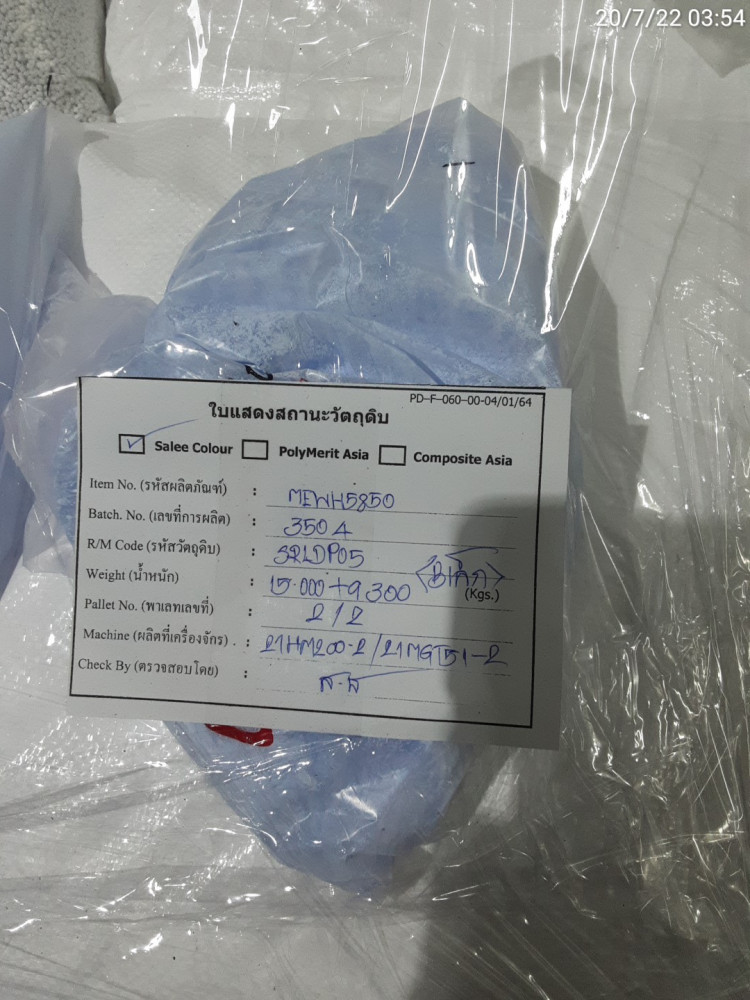 20/7/22 03:54
PD-F-060-00-04/01/64
ใบแสดงสถานะวัตถุดิบ
Salee Colour PolyMerit Asia Composite Asia
Item No. (รหัสผลิตภัณฑ์) : MEWH5850
Batch. No. (เลขที่การผลิต) : 3504
R/M Code (รหัสวัตถุดิบ) : SRLDP05
Weight (น้ำหนัก) : 15.000+9.300 (Kgs.)
Pallet No. (พาเลทเลขที่) : 2/2
Machine (ผลิตที่เครื่องจักร) . : 21HM200-2/21MGT51-2
Check By (ตรวจสอบโดย) :